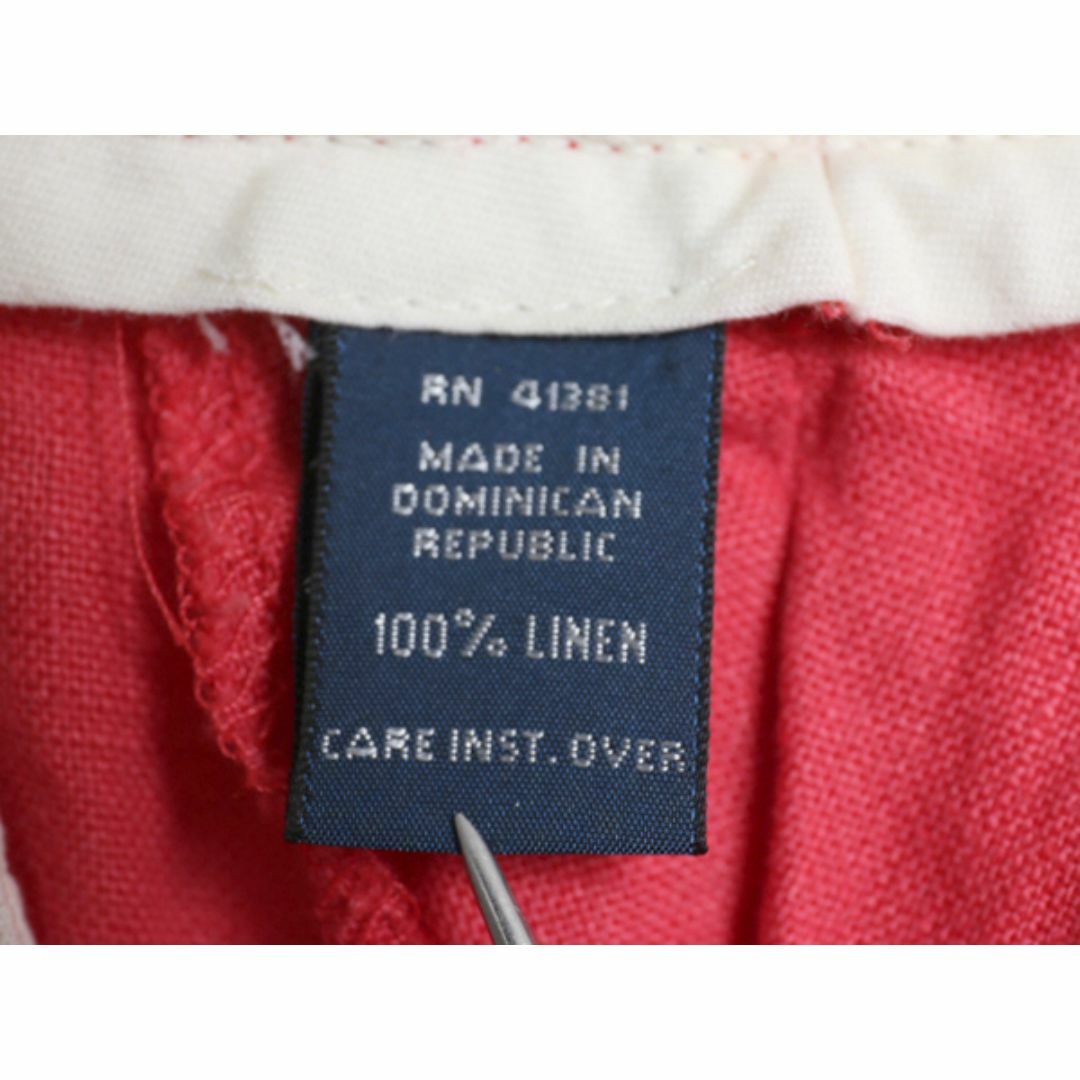 RN 41381
MADE IN
DOMINICAN
REPUBLIC
100% LINEN
CARE INST. OVER